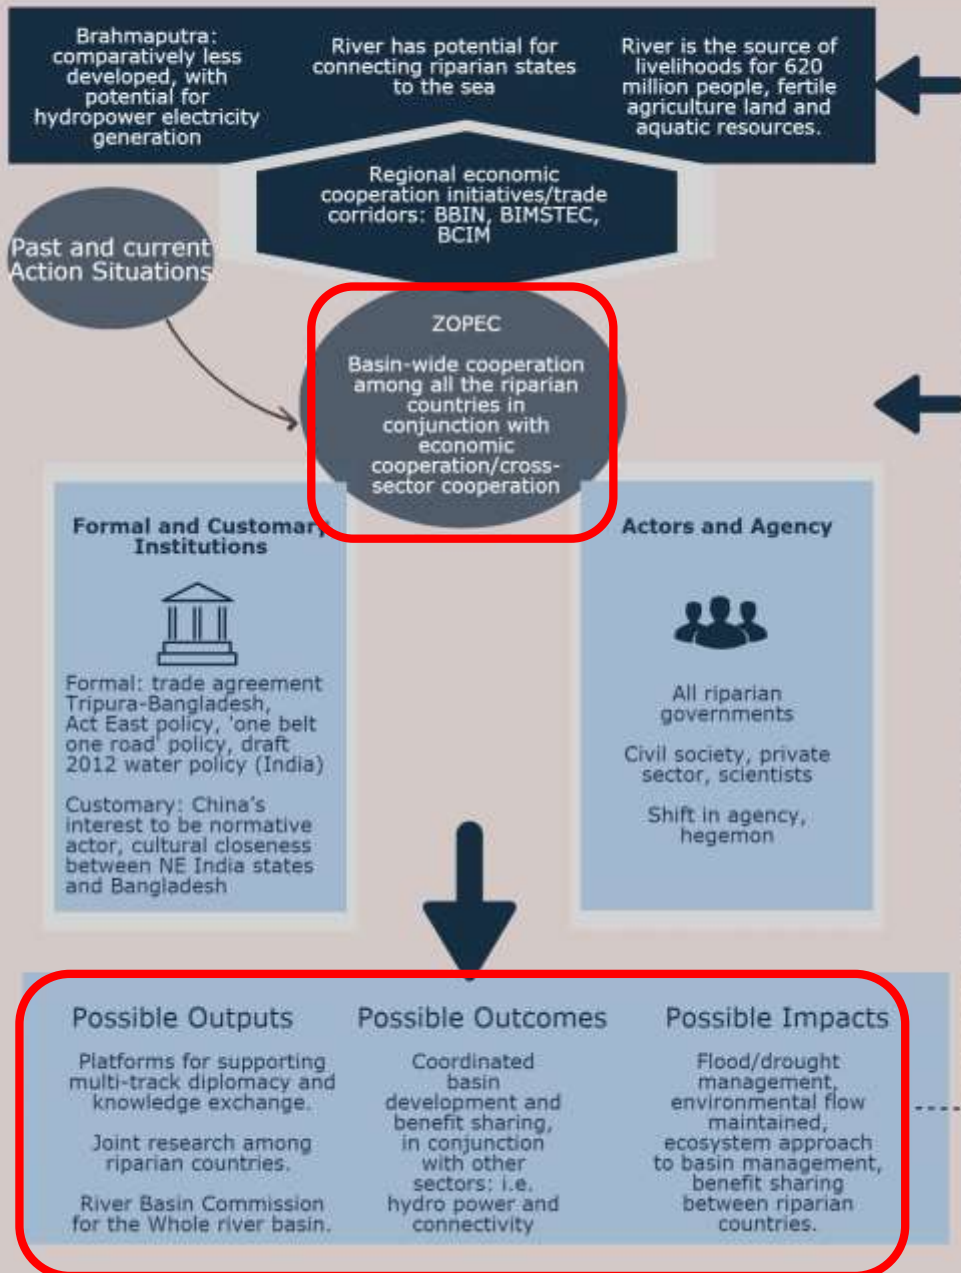 Brahmaputra:
comparatively less
developed, with
potential for
hydropower electricity
generation
River has potential for
connecting riparian states
to the sea
River is the source of
livelihoods for 620
million people, fertile
agriculture land and
aquatic resources.
Regional economic
cooperation initiatives/trade
corridors: BBIN, BIMSTEC,
BCIM
Past and current
Action Situations
ZOPEC
Basin-wide cooperation
among all the riparian
countries in
conjunction with
economic
cooperation/cross-
sector cooperation
Formal and Customary
Institutions
Formal: trade agreement
Tripura-Bangladesh,
Act East policy, 'one belt
one road' policy, draft
2012 water policy (India)
Customary: China's
interest to be normative
actor, cultural closeness
between NE India states
and Bangladesh
Actors and Agency
All riparian
governments
Civil society, private
sector, scientists
Shift in agency,
hegemon
Possible Outputs
Platforms for supporting
multi-track diplomacy and
knowledge exchange.
Joint research among
riparian countries.
River Basin Commission
for the Whole river basin.
Possible Outcomes
Coordinated
basin
development and
benefit sharing,
in conjunction
with other
sectors: i.e.
hydro power and
connectivity
Possible Impacts
Flood/drought
management,
environmental flow
maintained,
ecosystem approach
to basin management,
benefit sharing
between riparian
countries.